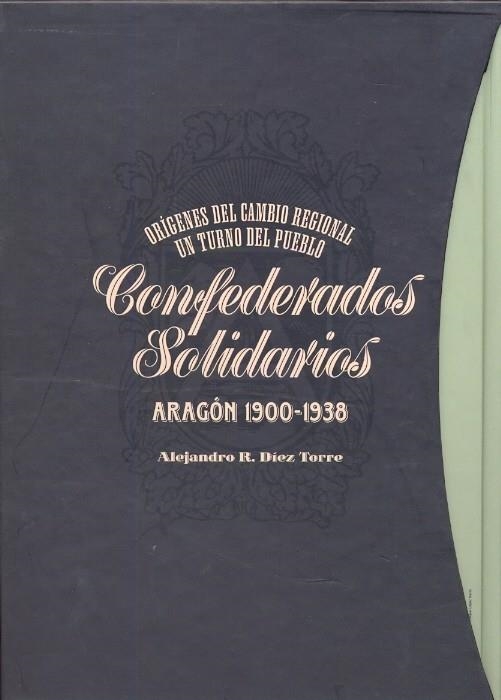 ORÍGENES DEL CAMBIO REGIONAL
UN TURNO DEL PUEBLO
Confederados
Solidarios
ARAGÓN 1900-1938
Alejandro R. Díez Torre